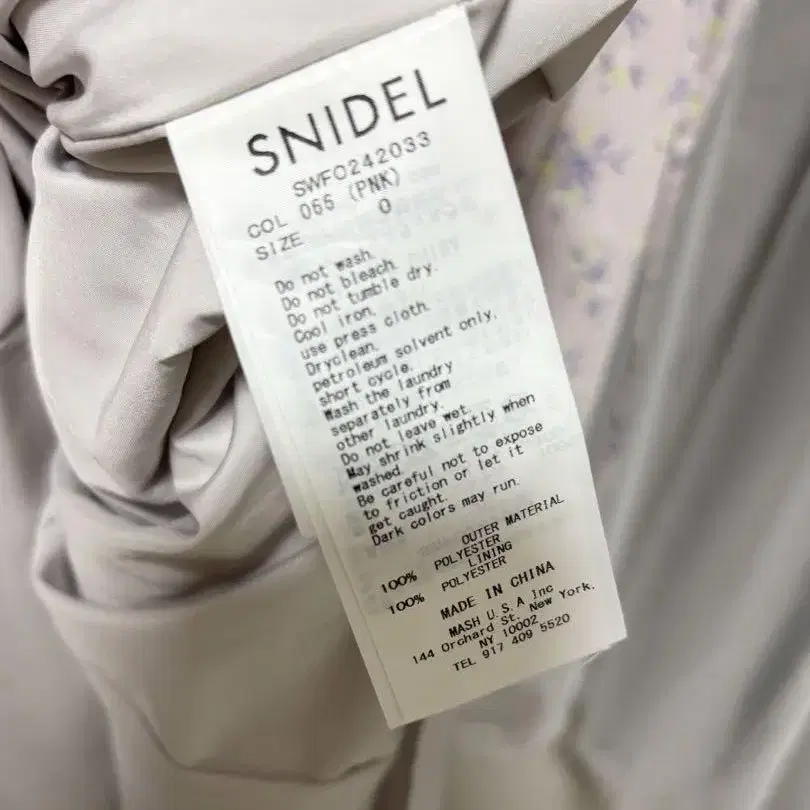 SNIDEL
SWFO242033
COL 066 (PNK)
SIZE 0
Do not wash.
Do not bleach.
Do not tumble dry.
Cool iron.
use press cloth.
Dryclean.
petroleum solvent only,
short cycle.
Wash the laundry
separately from
other laundry.
Do not leave wet.
May shrink slightly when
washed.
Be careful not to expose
to friction or let it
get caught.
Dark colors may run.
OUTER MATERIAL
100% POLYESTER
LINING
100% POLYESTER
MADE IN CHINA
MASH U.S.A Inc
144 Orchard St. New York,
NY 10002
TEL 917 409 5520